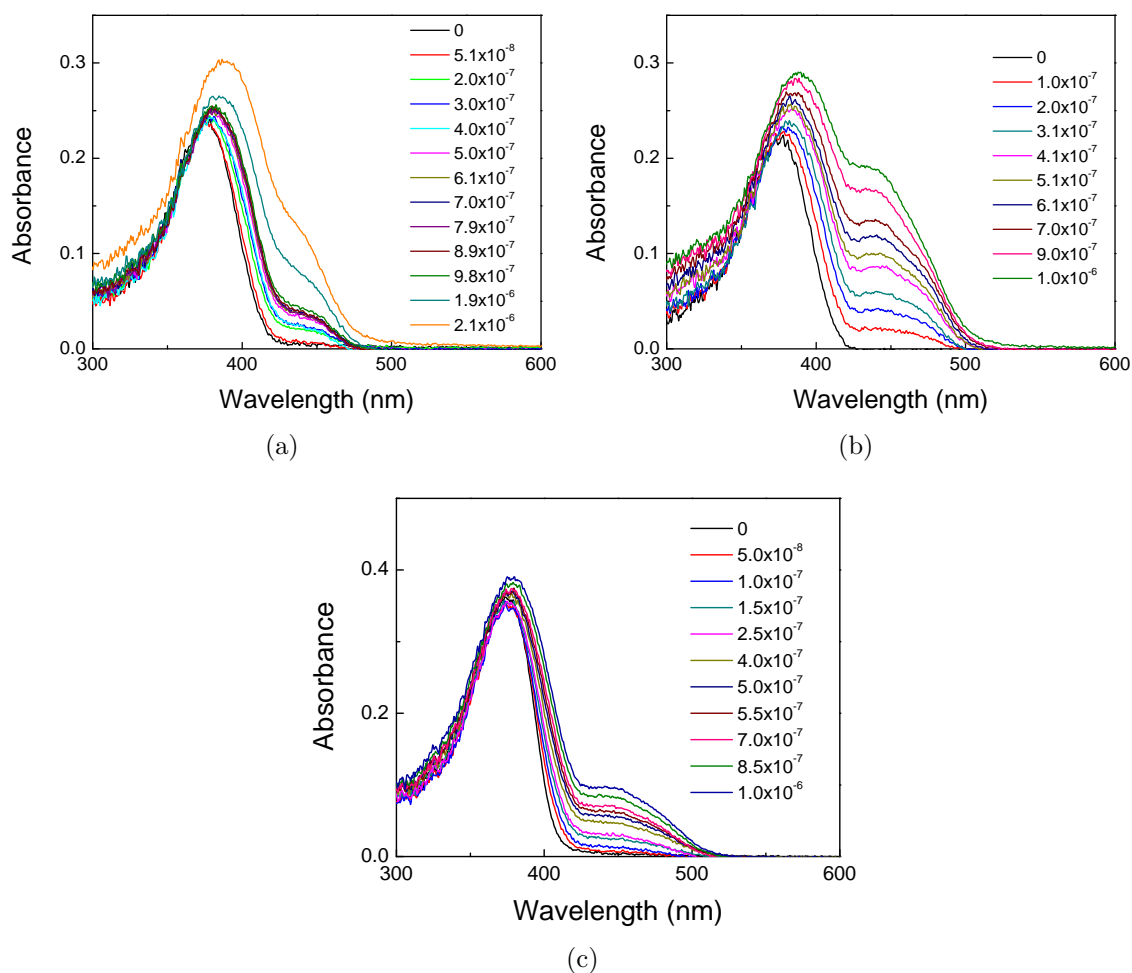 0
5.1x10⁻⁸
2.0x10⁻⁷
3.0x10⁻⁷
4.0x10⁻⁷
5.0x10⁻⁷
6.1x10⁻⁷
7.0x10⁻⁷
7.9x10⁻⁷
8.9x10⁻⁷
9.8x10⁻⁷
1.9x10⁻⁶
2.1x10⁻⁶
0.3
0.2
0.1
0.0
Absorbance
300 400 500 600
Wavelength (nm)
(a)
0
1.0x10⁻⁷
2.0x10⁻⁷
3.1x10⁻⁷
4.1x10⁻⁷
5.1x10⁻⁷
6.1x10⁻⁷
7.0x10⁻⁷
9.0x10⁻⁷
1.0x10⁻⁶
0.3
0.2
0.1
0.0
Absorbance
300 400 500 600
Wavelength (nm)
(b)
0
5.0x10⁻⁸
1.0x10⁻⁷
1.5x10⁻⁷
2.5x10⁻⁷
4.0x10⁻⁷
5.0x10⁻⁷
5.5x10⁻⁷
7.0x10⁻⁷
8.5x10⁻⁷
1.0x10⁻⁶
0.4
0.2
0.0
Absorbance
300 400 500 600
Wavelength (nm)
(c)